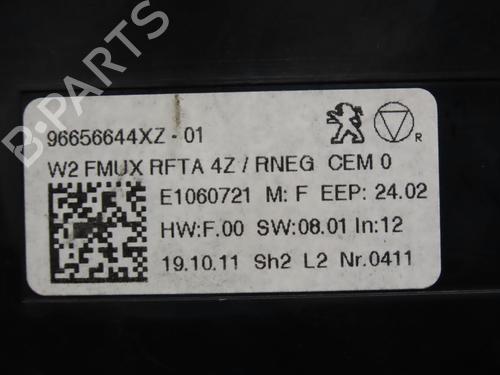 96656644XZ - 01
R
W2 FMUX RFTA 4Z / RNEG CEM 0
E1060721 M: F EEP: 24.02
HW:F.00 SW:08.01 In:12
19.10.11 Sh2 L2 Nr.0411